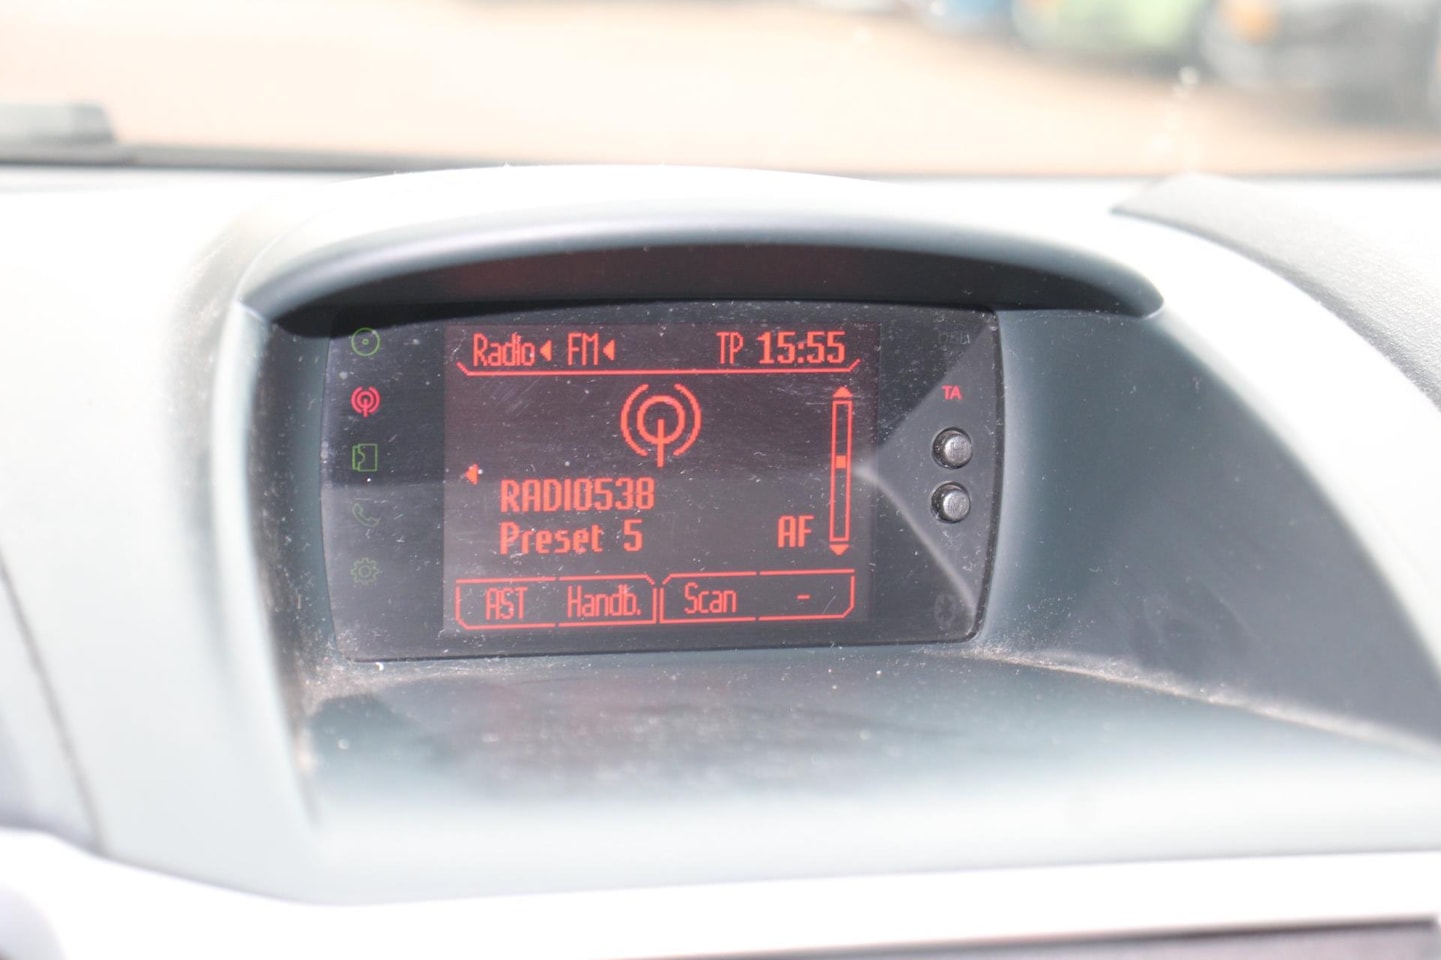 Radio FM TP 15:55
TA
RADIO538
Preset 5 AF
AST Handb. Scan -